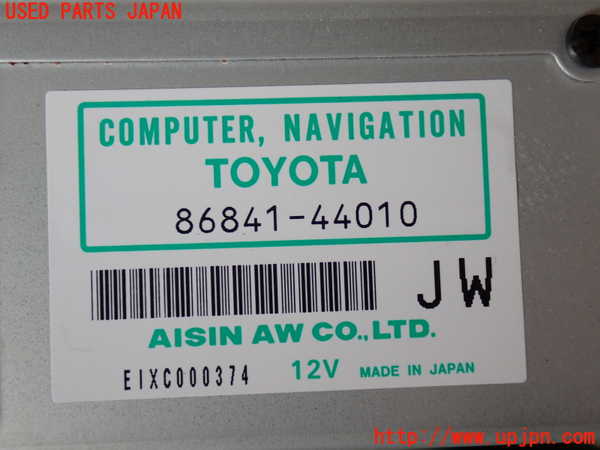 USED PARTS JAPAN
COMPUTER, NAVIGATION
TOYOTA
86841-44010
JW
AISIN AW CO.,LTD.
EIXC000374 12V MADE IN JAPAN
http://www.upjpn.com/